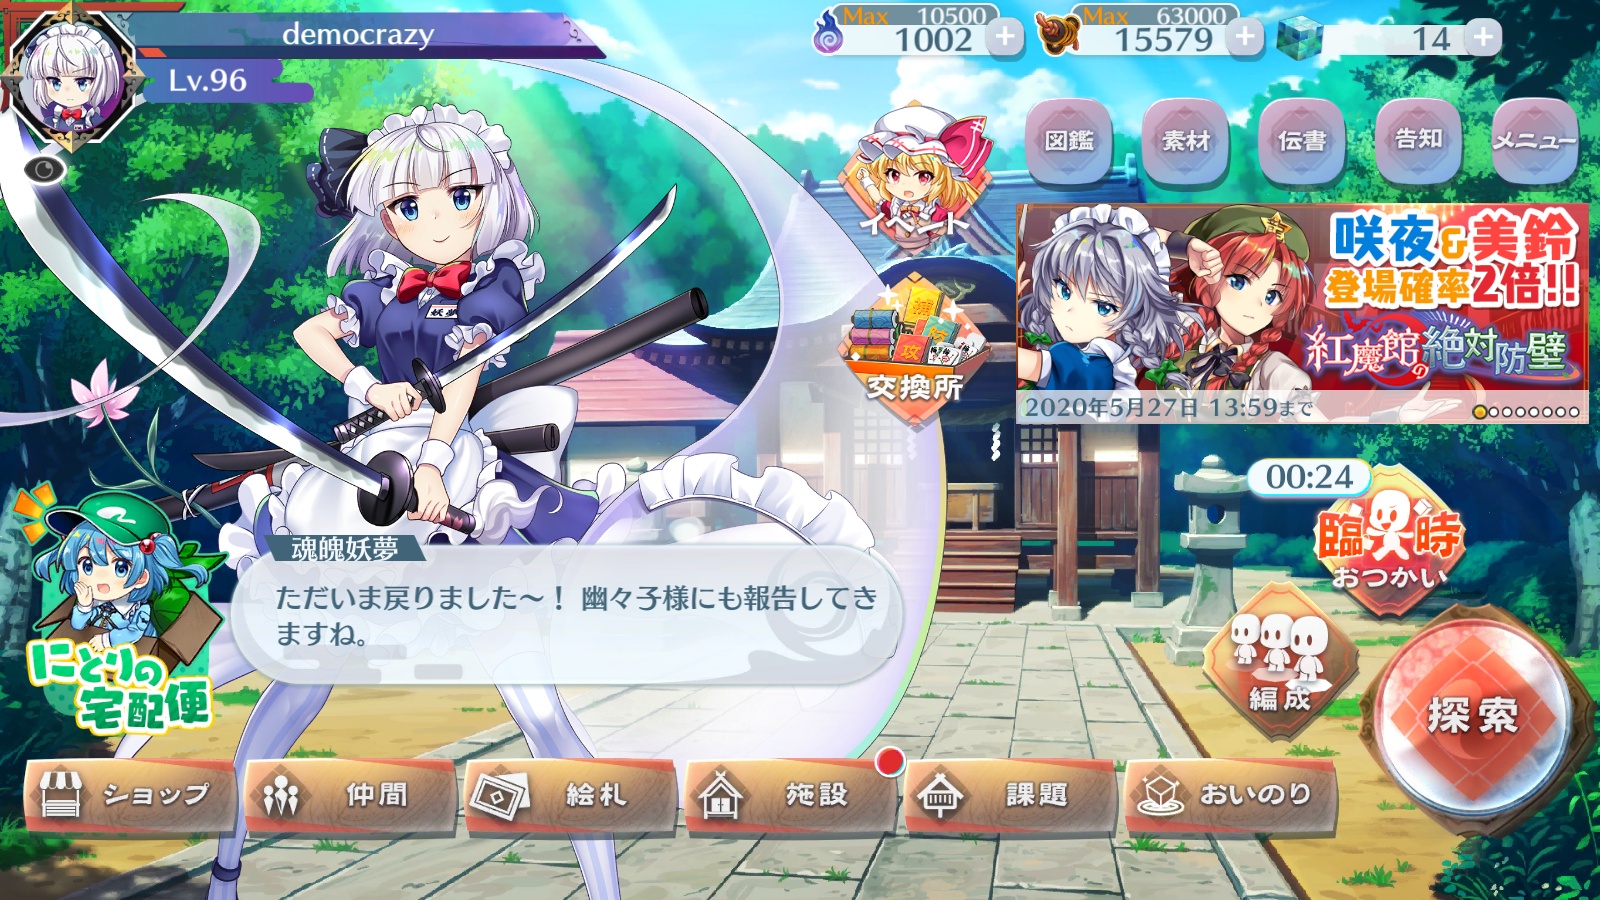 democrazy
Lv.96
Max 10500
1002
Max 63000
15579
14
図鑑
素材
伝書
告知
メニュー
イベント
咲夜&美鈴
登場確率2倍!!
紅魔館の絶対防壁
2020年5月27日 13:59まで
交換所
攻
妖夢
00:24
臨時
おつかい
編成
探索
魂魄妖夢
ただいま戻りました〜！ 幽々子様にも報告してき
ますね。
にとりの
宅配便
ショップ
仲間
絵札
施設
課題
おいのり